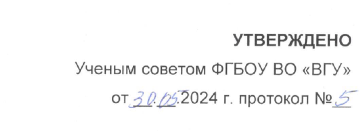 УТВЕРЖДЕНО
Ученым советом ФГБОУ ВО «ВГУ»
от 30.05.2024 г. протокол № 5